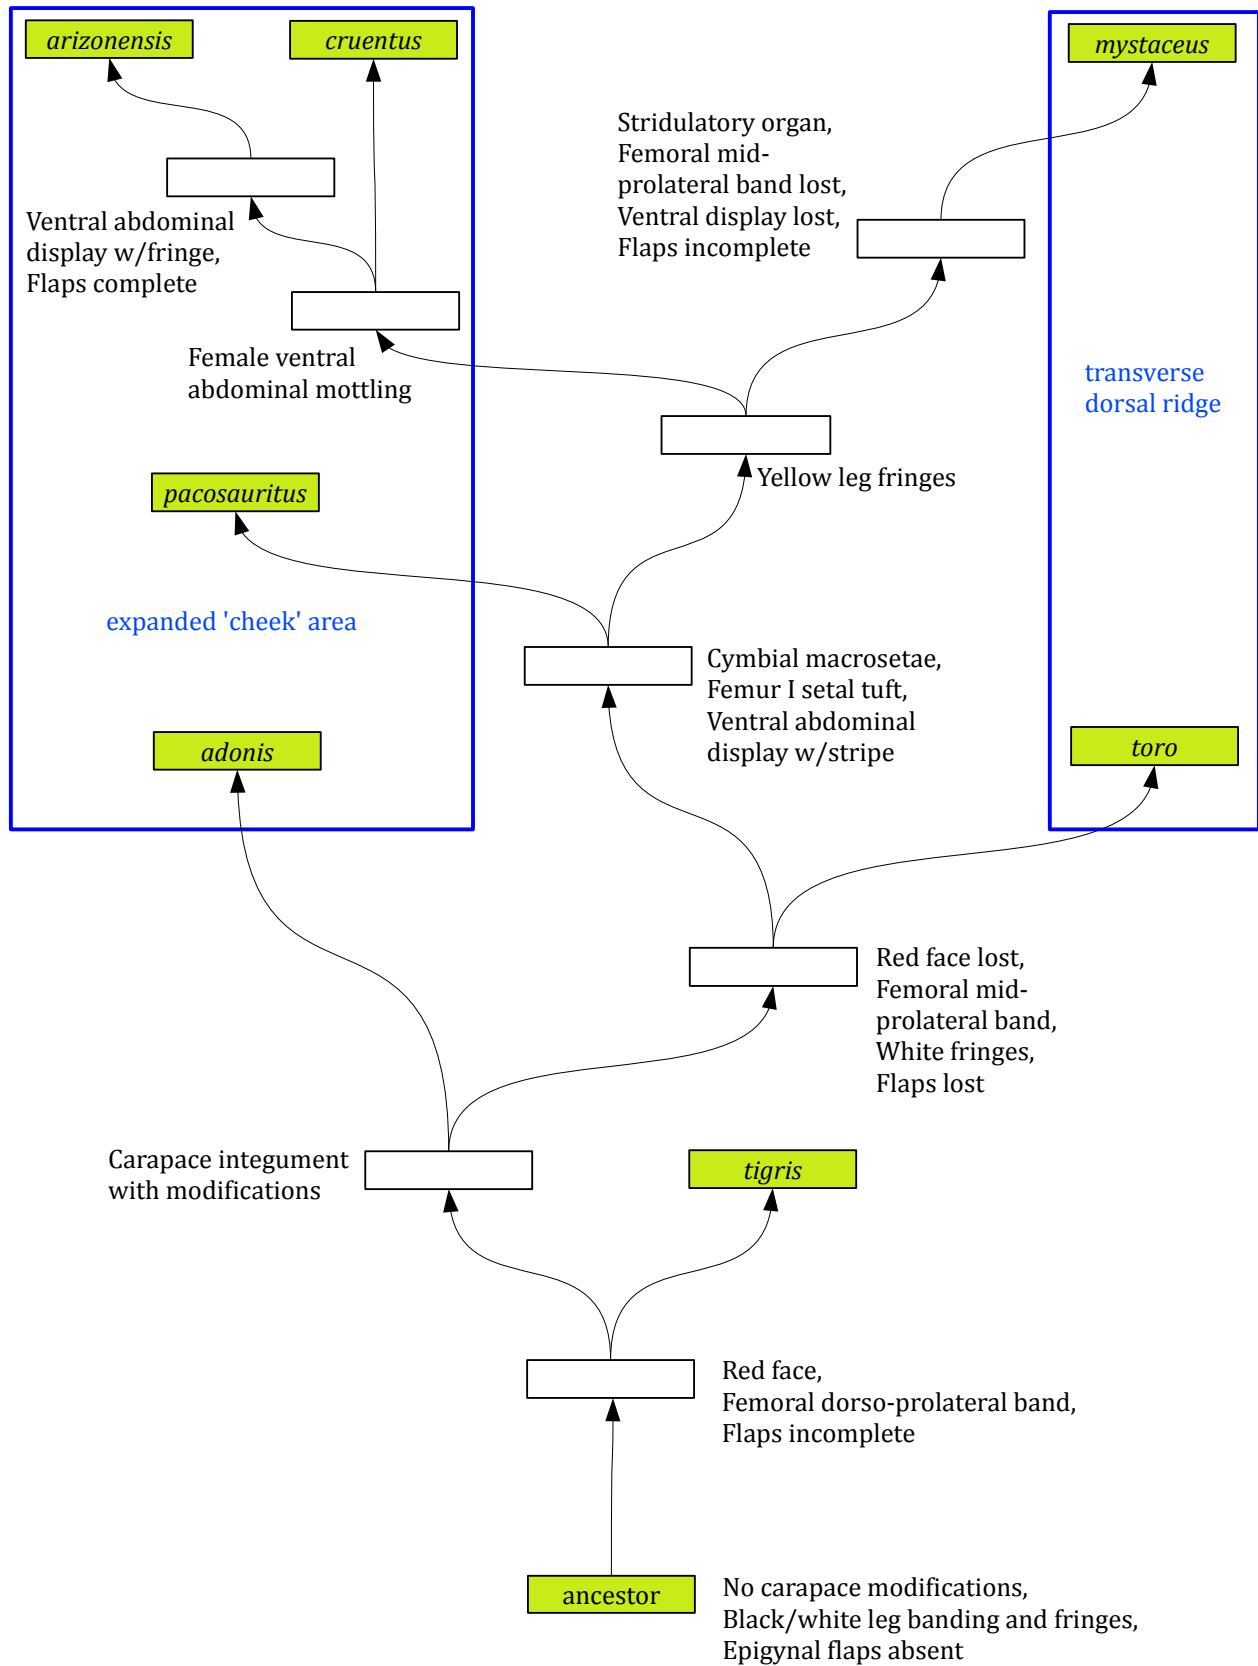 arizonensis
cruentus
mystaceus
Stridulatory organ,
Femoral mid-
prolateral band lost,
Ventral display lost,
Flaps incomplete
Ventral abdominal
display w/fringe,
Flaps complete
Female ventral
abdominal mottling
transverse
dorsal ridge
Yellow leg fringes
pacosauritus
expanded 'cheek' area
Cymbial macrosetae,
Femur I setal tuft,
Ventral abdominal
display w/stripe
adonis
toro
Red face lost,
Femoral mid-
prolateral band,
White fringes,
Flaps lost
Carapace integument
with modifications
tigris
Red face,
Femoral dorso-prolateral band,
Flaps incomplete
ancestor
No carapace modifications,
Black/white leg banding and fringes,
Epigynal flaps absent